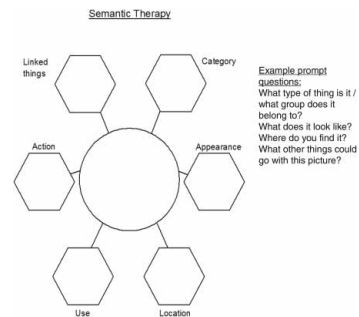 Semantic Therapy
Linked
things
Category
Example prompt
questions:
What type of thing is it /
what group does it
belong to?
What does it look like?
Where do you find it?
What other things could
go with this picture?
Action
Appearance
Use
Location